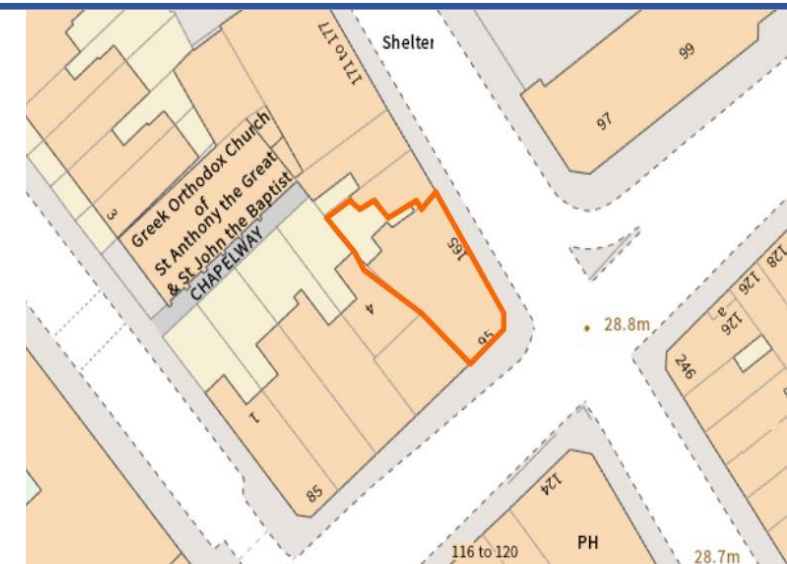 Shelter
171 to 177
99
97
3
Greek Orthodox Church
of
St Anthony the Great
& St John the Baptist
CHAPELWAY
165
4
95
28.8m
128
126
126
a
246
1
85
124
116 to 120
PH
28.7m